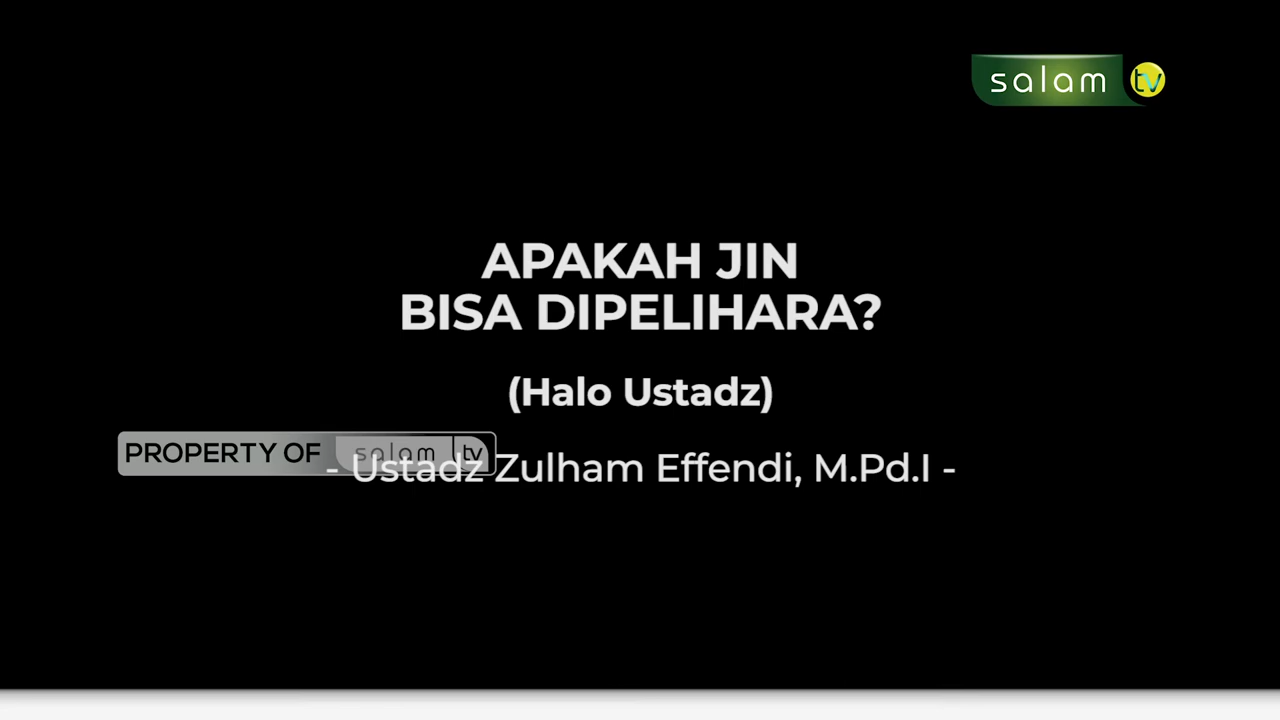 salam tv
APAKAH JIN
BISA DIPELIHARA?
(Halo Ustadz)
PROPERTY OF salam tv
- Ustadz Zulham Effendi, M.Pd.I -